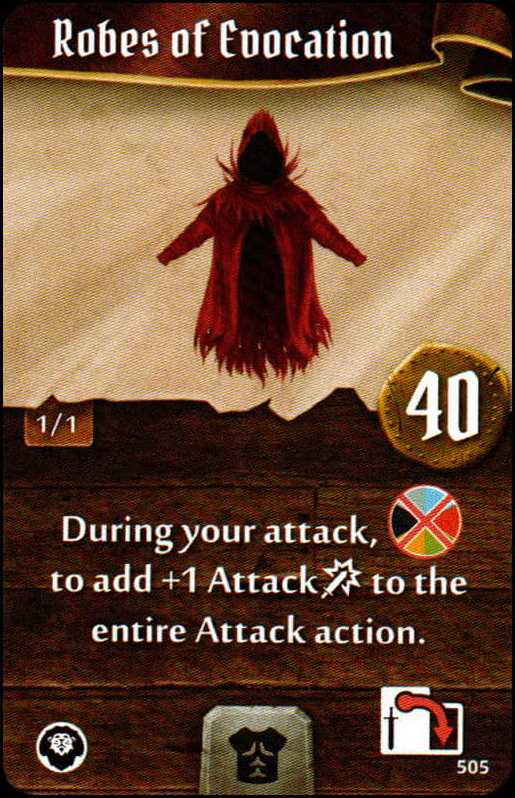 Robes of Evocation
40
1/1
During your attack,
to add +1 Attack to the
entire Attack action.
505